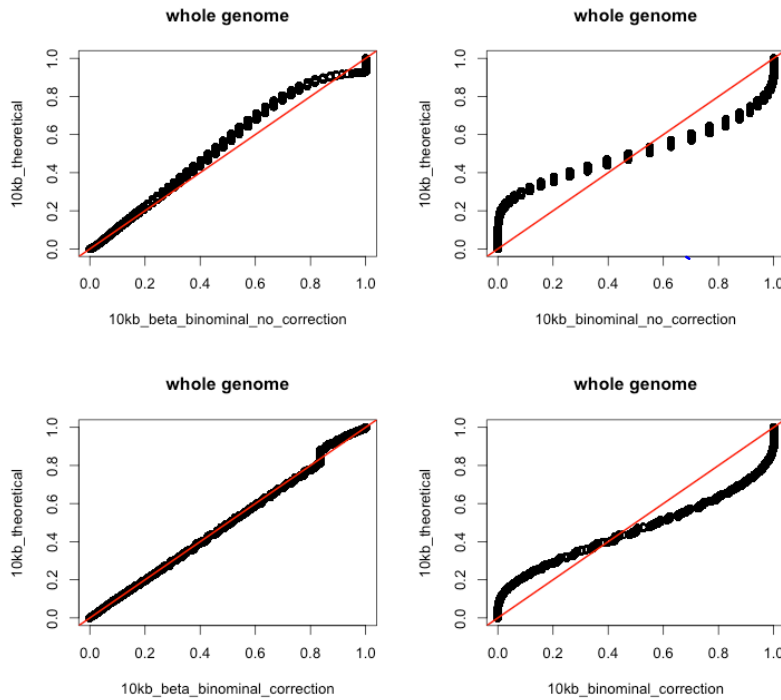 whole genome
10kb_theoretical
1.0
0.8
0.6
0.4
0.2
0.0
0.0 0.2 0.4 0.6 0.8 1.0
10kb_beta_binominal_no_correction
whole genome
10kb_theoretical
1.0
0.8
0.6
0.4
0.2
0.0
0.0 0.2 0.4 0.6 0.8 1.0
10kb_binominal_no_correction
whole genome
10kb_theoretical
1.0
0.8
0.6
0.4
0.2
0.0
0.0 0.2 0.4 0.6 0.8 1.0
10kb_beta_binominal_correction
whole genome
10kb_theoretical
1.0
0.8
0.6
0.4
0.2
0.0
0.0 0.2 0.4 0.6 0.8 1.0
10kb_binominal_correction